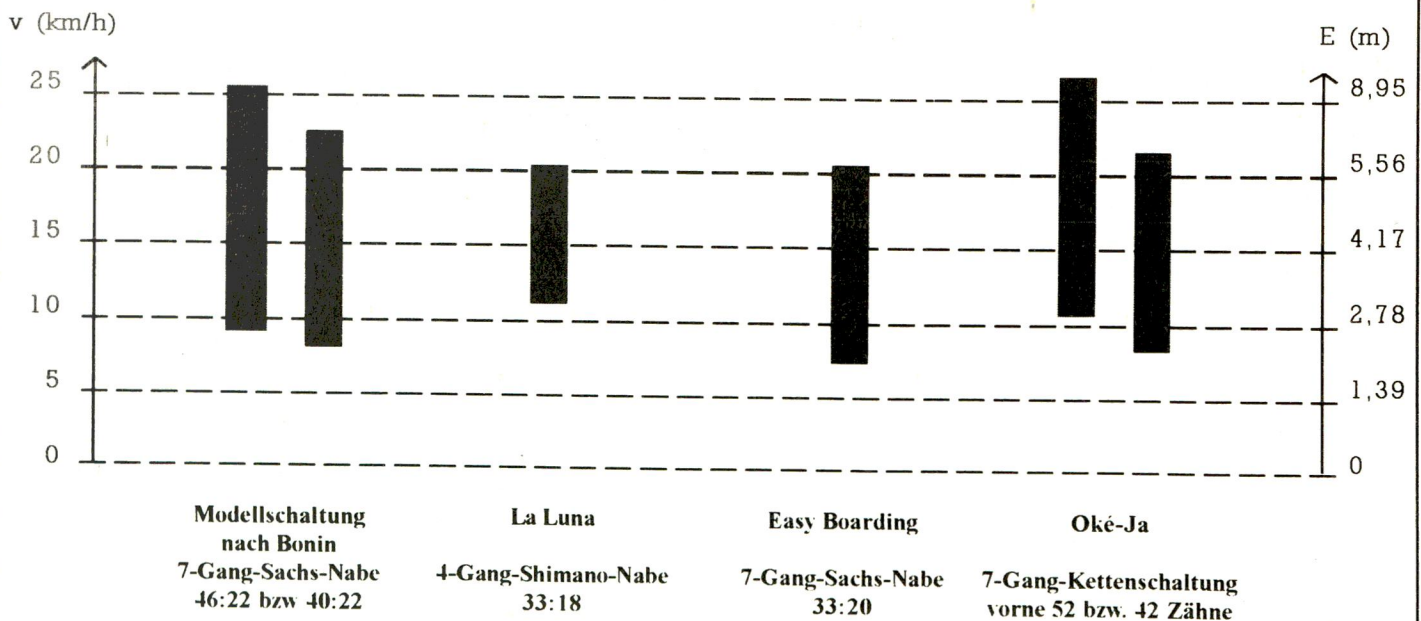 v (km/h)
E (m)
25
8,95
20
5,56
15
4,17
10
2,78
5
1,39
0
0
Modellschaltung
nach Bonin
7-Gang-Sachs-Nabe
46:22 bzw 40:22
La Luna
4-Gang-Shimano-Nabe
33:18
Easy Boarding
7-Gang-Sachs-Nabe
33:20
Oké-Ja
7-Gang-Kettenschaltung
vorne 52 bzw. 42 Zähne